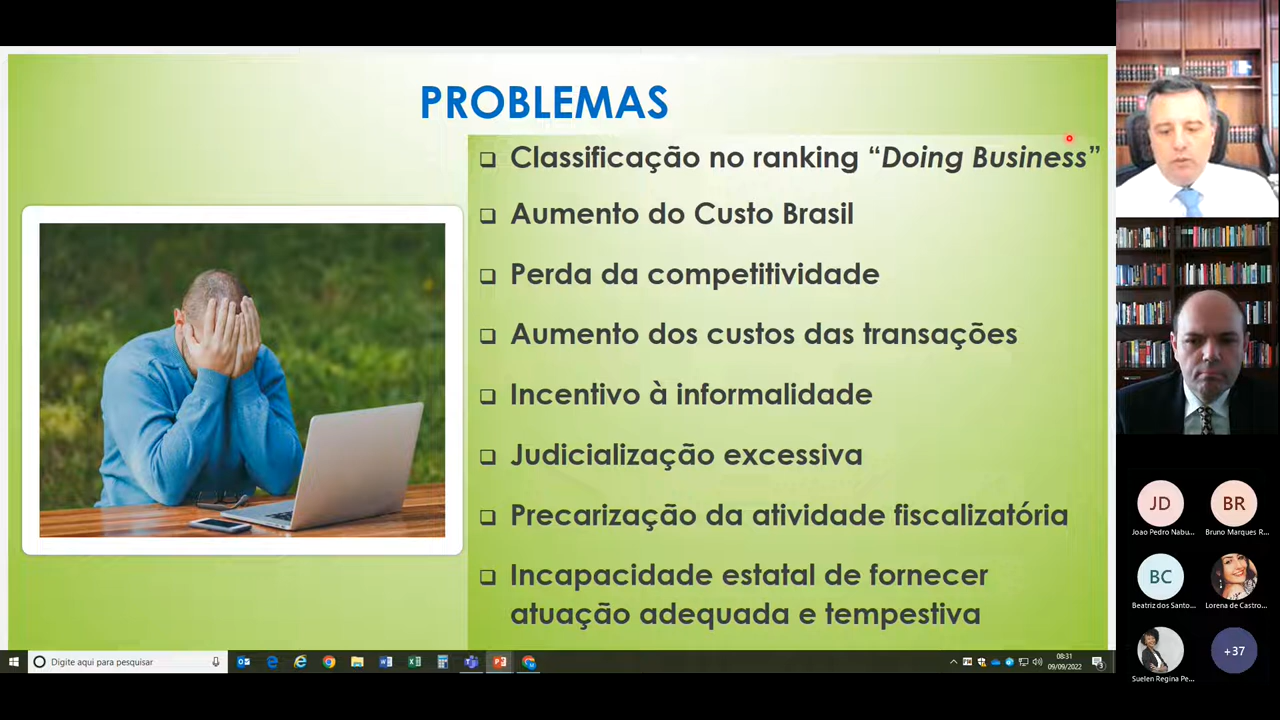 PROBLEMAS
❑ Classificação no ranking “Doing Business”
❑ Aumento do Custo Brasil
❑ Perda da competitividade
❑ Aumento dos custos das transações
❑ Incentivo à informalidade
❑ Judicialização excessiva
❑ Precarização da atividade fiscalizatória
❑ Incapacidade estatal de fornecer
atuação adequada e tempestiva
JD
BR
Joao Pedro Nabu...
Bruno Marques R...
BC
Beatriz dos Santo...
Lorena de Castro...
Suelen Regina Pe...
+37
Digite aqui para pesquisar
08:31
09/09/2022